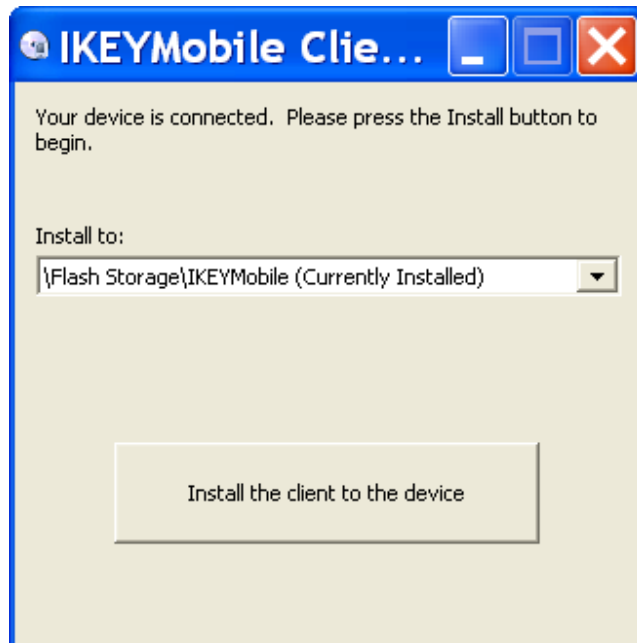 IKEYMobile Clie...
Your device is connected.  Please press the Install button to
begin.
Install to:
\Flash Storage\IKEYMobile (Currently Installed)
Install the client to the device